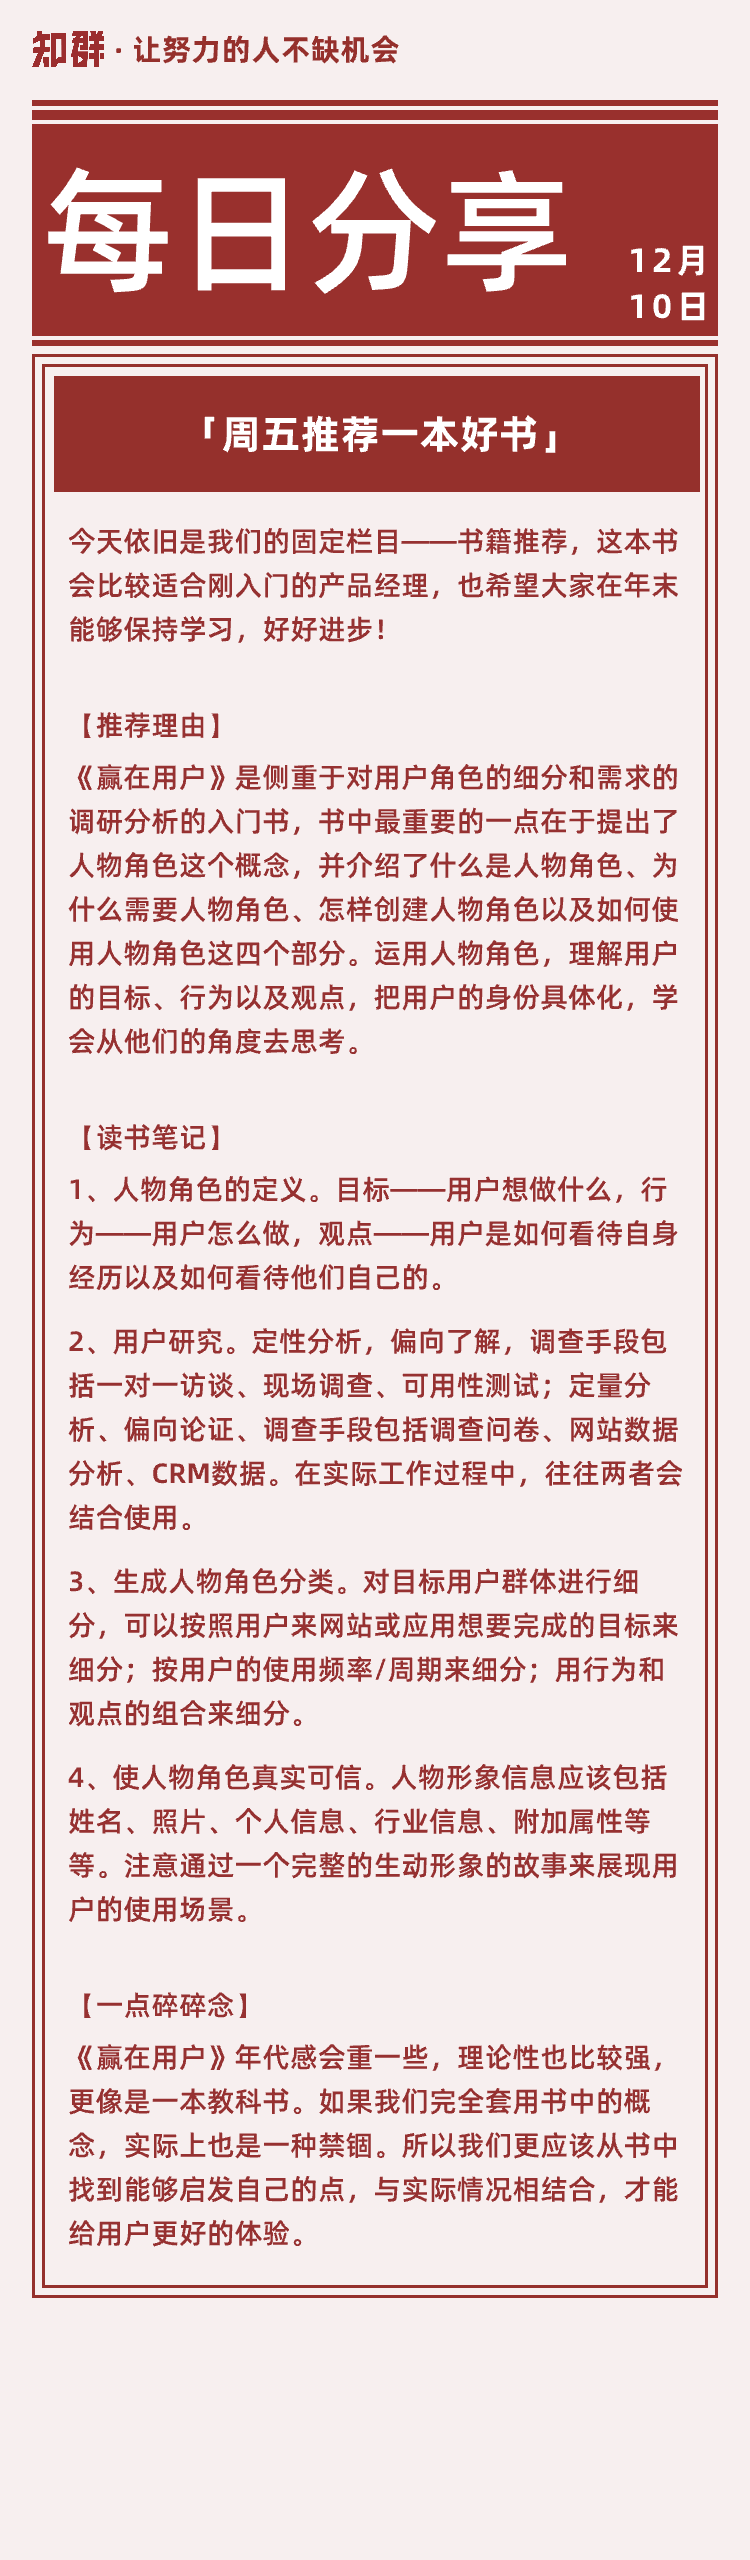 知群·让努力的人不缺机会
每日分享
12月
10日
「周五推荐一本好书」
今天依旧是我们的固定栏目——书籍推荐，这本书
会比较适合刚入门的产品经理，也希望大家在年末
能够保持学习，好好进步！
【推荐理由】
《赢在用户》是侧重于对用户角色的细分和需求的
调研分析的入门书，书中最重要的一点在于提出了
人物角色这个概念，并介绍了什么是人物角色、为
什么需要人物角色、怎样创建人物角色以及如何使
用人物角色这四个部分。运用人物角色，理解用户
的目标、行为以及观点，把用户的身份具体化，学
会从他们的角度去思考。
【读书笔记】
1、人物角色的定义。目标——用户想做什么，行
为——用户怎么做，观点——用户是如何看待自身
经历以及如何看待他们自己的。
2、用户研究。定性分析，偏向了解，调查手段包
括一对一访谈、现场调查、可用性测试；定量分
析、偏向论证、调查手段包括调查问卷、网站数据
分析、CRM数据。在实际工作过程中，往往两者会
结合使用。
3、生成人物角色分类。对目标用户群体进行细
分，可以按照用户来网站或应用想要完成的目标来
细分；按用户的使用频率/周期来细分；用行为和
观点的组合来细分。
4、使人物角色真实可信。人物形象信息应该包括
姓名、照片、个人信息、行业信息、附加属性等
等。注意通过一个完整的生动形象的故事来展现用
户的使用场景。
【一点碎碎念】
《赢在用户》年代感会重一些，理论性也比较强，
更像是一本教科书。如果我们完全套用书中的概
念，实际上也是一种禁锢。所以我们更应该从书中
找到能够启发自己的点，与实际情况相结合，才能
给用户更好的体验。